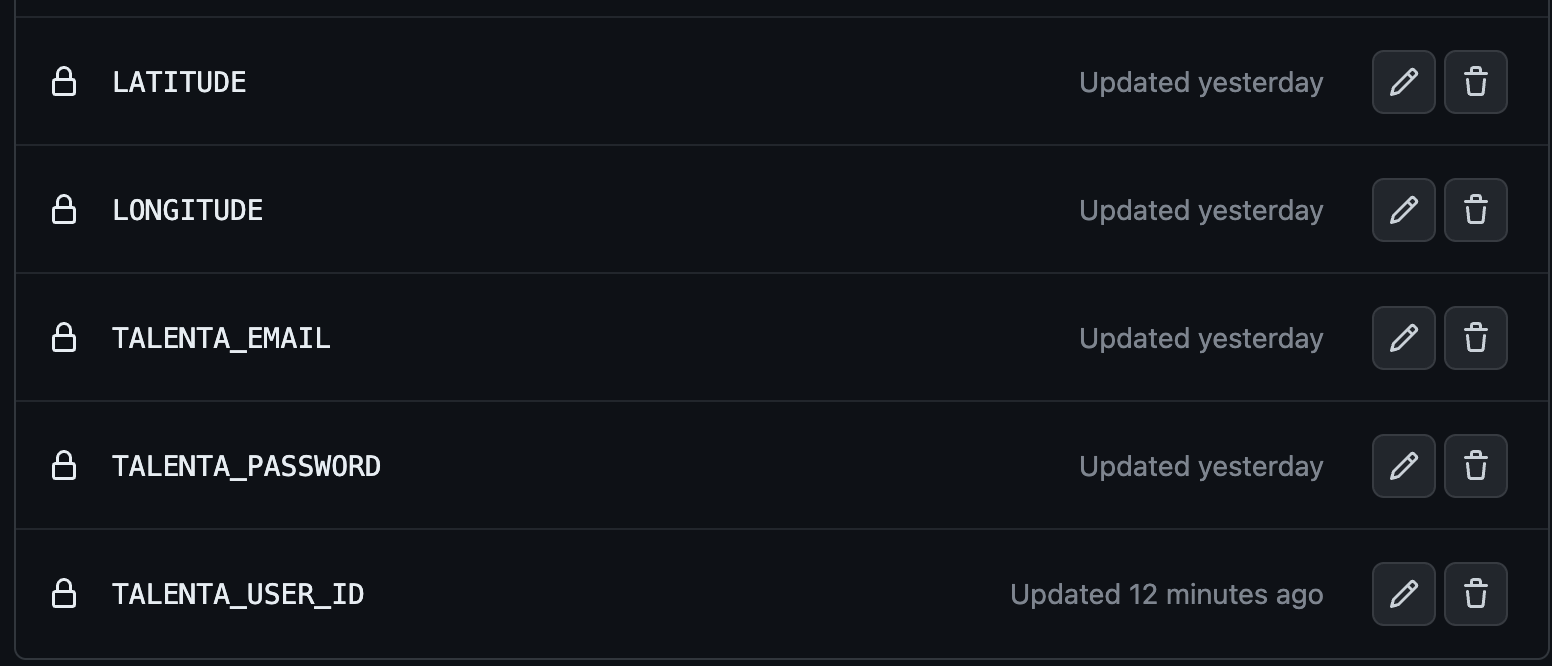 LATITUDE Updated yesterday
LONGITUDE Updated yesterday
TALENTA_EMAIL Updated yesterday
TALENTA_PASSWORD Updated yesterday
TALENTA_USER_ID Updated 12 minutes ago